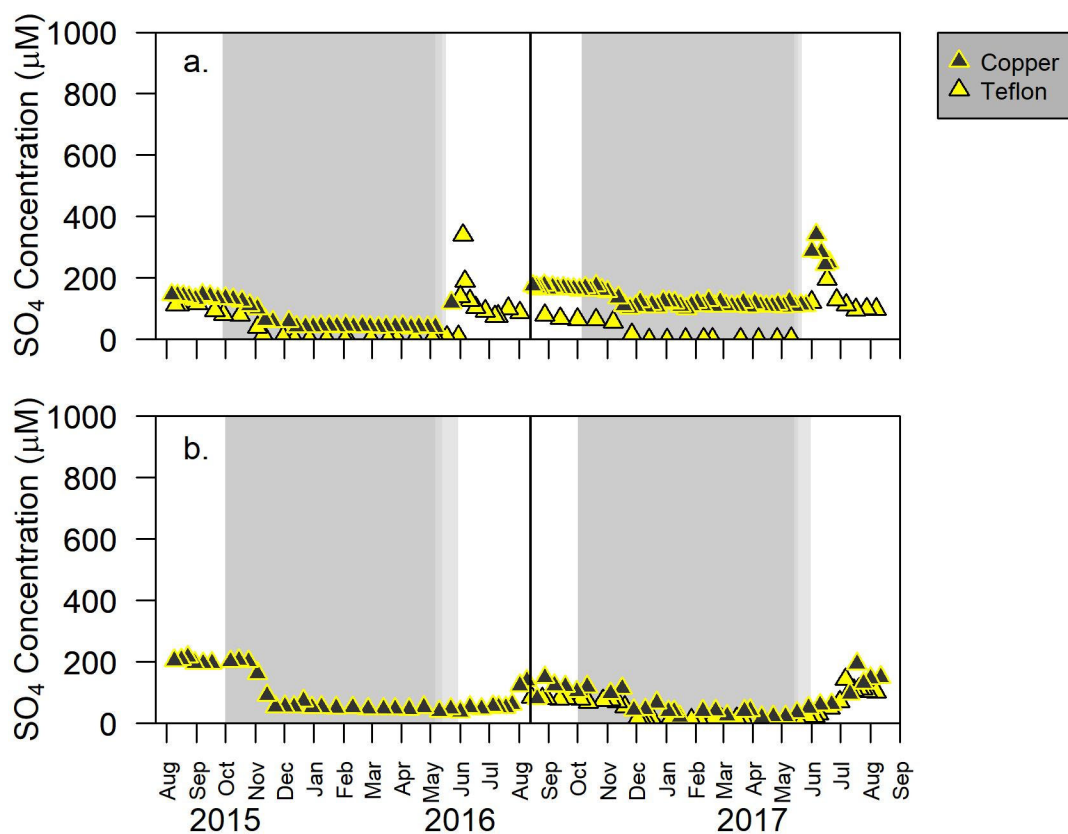 a.
SO4 Concentration (μM)
1000
800
600
400
200
0
Copper
Teflon
b.
SO4 Concentration (μM)
1000
800
600
400
200
0
Aug Sep Oct Nov Dec Jan Feb Mar Apr May Jun Jul Aug Sep Oct Nov Dec Jan Feb Mar Apr May Jun Jul Aug Sep
2015 2016 2017